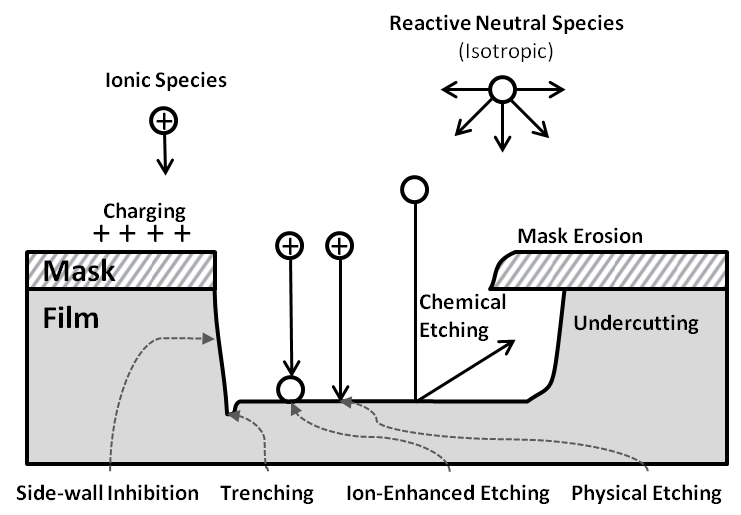 Reactive Neutral Species
(Isotropic)
Ionic Species
+
Charging
+ + + +
+ +
Mask Erosion
Mask
Film
Chemical
Etching
Undercutting
Side-wall Inhibition Trenching Ion-Enhanced Etching Physical Etching